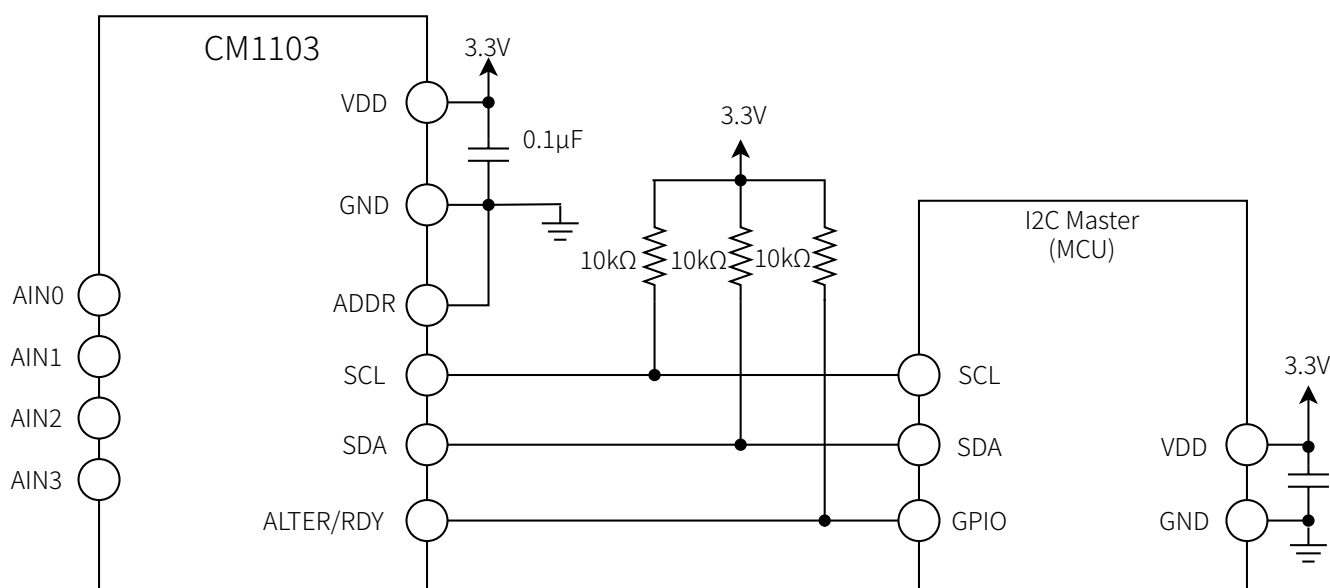 CM1103
3.3V
VDD
0.1μF
3.3V
GND
I2C Master
(MCU)
10kΩ 10kΩ 10kΩ
AIN0
ADDR
AIN1
SCL
SCL
3.3V
AIN2
SDA
SDA
VDD
AIN3
ALTER/RDY
GPIO
GND